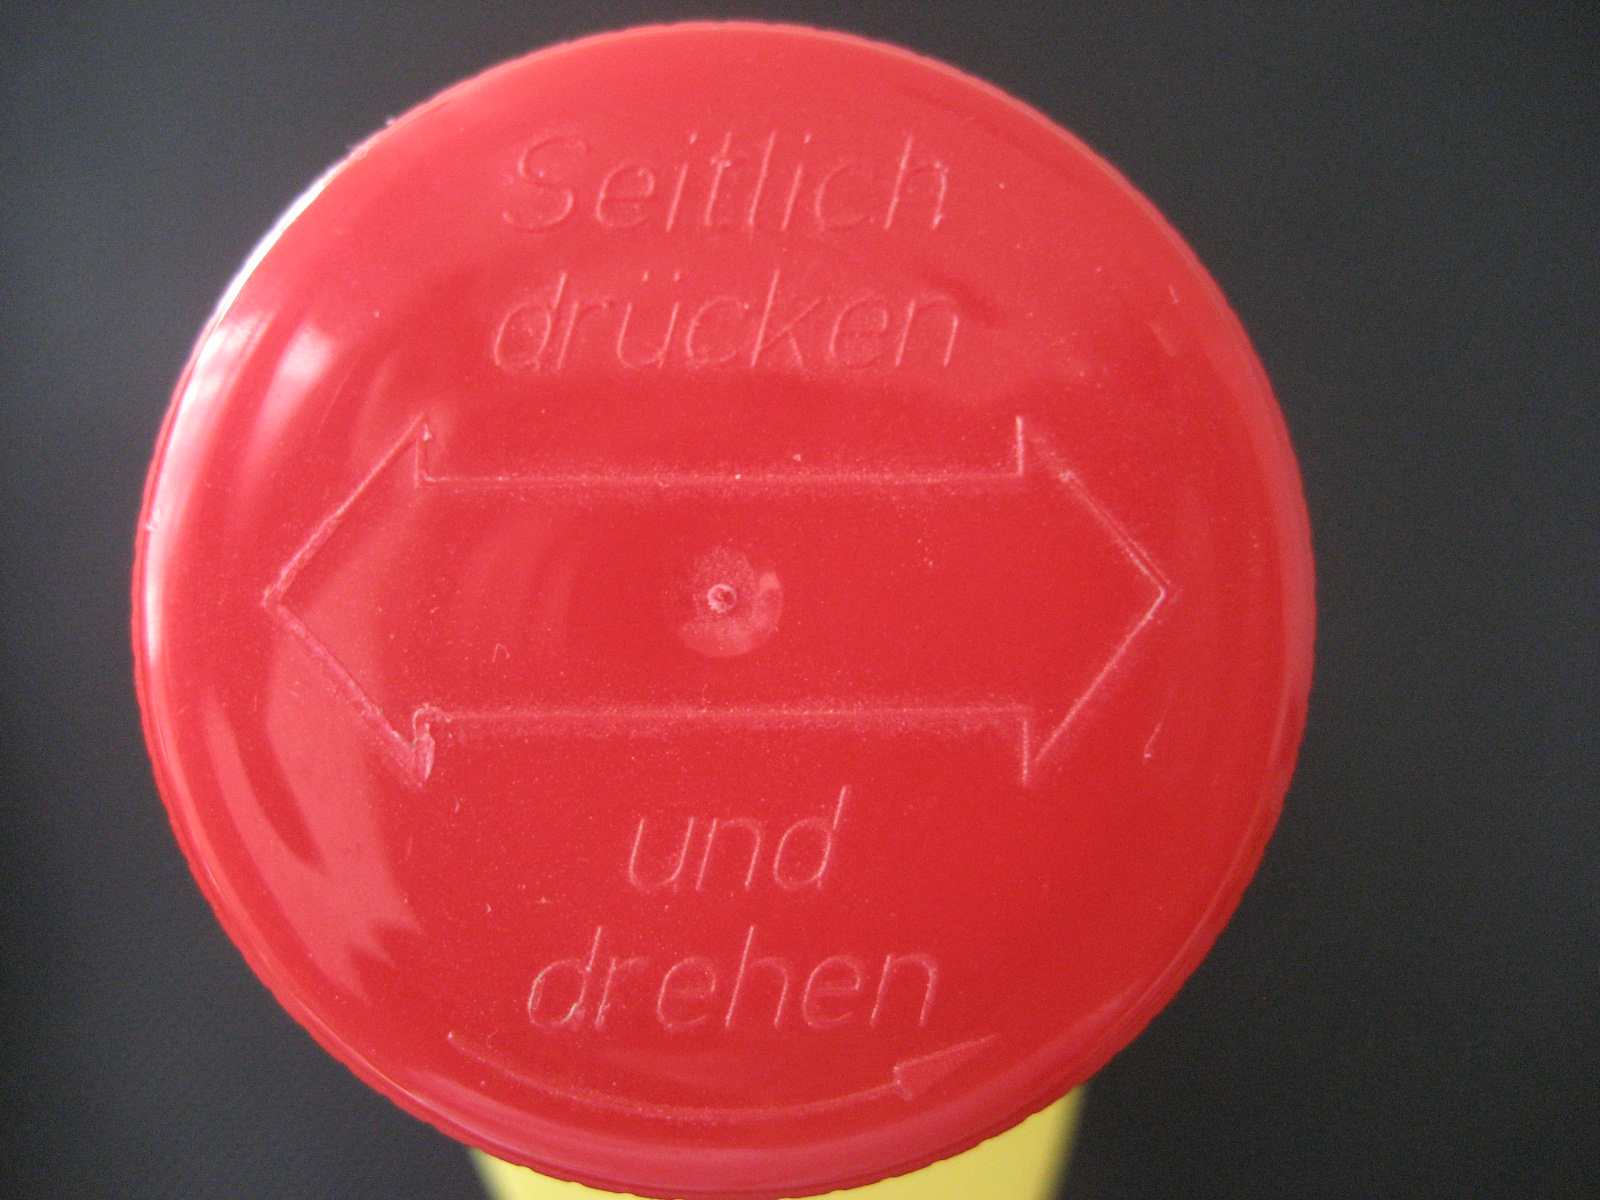 Seitlich
drücken
und
drehen